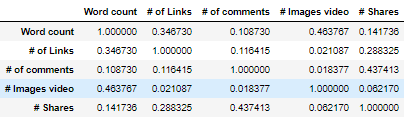 Word count # of Links # of comments # Images video # Shares
Word count 1.000000 0.346730 0.108730 0.463767 0.141736
# of Links 0.346730 1.000000 0.116415 0.021087 0.288325
# of comments 0.108730 0.116415 1.000000 0.018377 0.437413
# Images video 0.463767 0.021087 0.018377 1.000000 0.062170
# Shares 0.141736 0.288325 0.437413 0.062170 1.000000